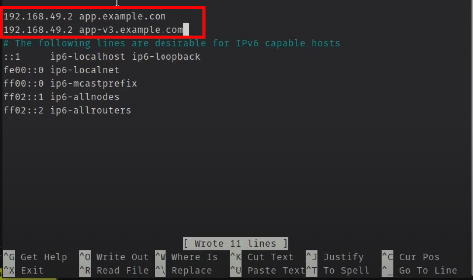 192.168.49.2 app.example.com
192.168.49.2 app-v3.example.com
# The following lines are desirable for IPv6 capable hosts
::1 ip6-localhost ip6-loopback
fe00::0 ip6-localnet
ff00::0 ip6-mcastprefix
ff02::1 ip6-allnodes
ff02::2 ip6-allrouters
[ Wrote 11 lines ]
^G Get Help ^O Write Out ^W Where Is ^K Cut Text ^J Justify ^C Cur Pos
^X Exit ^R Read File ^\ Replace ^U Paste Text ^T To Spell ^_ Go To Line